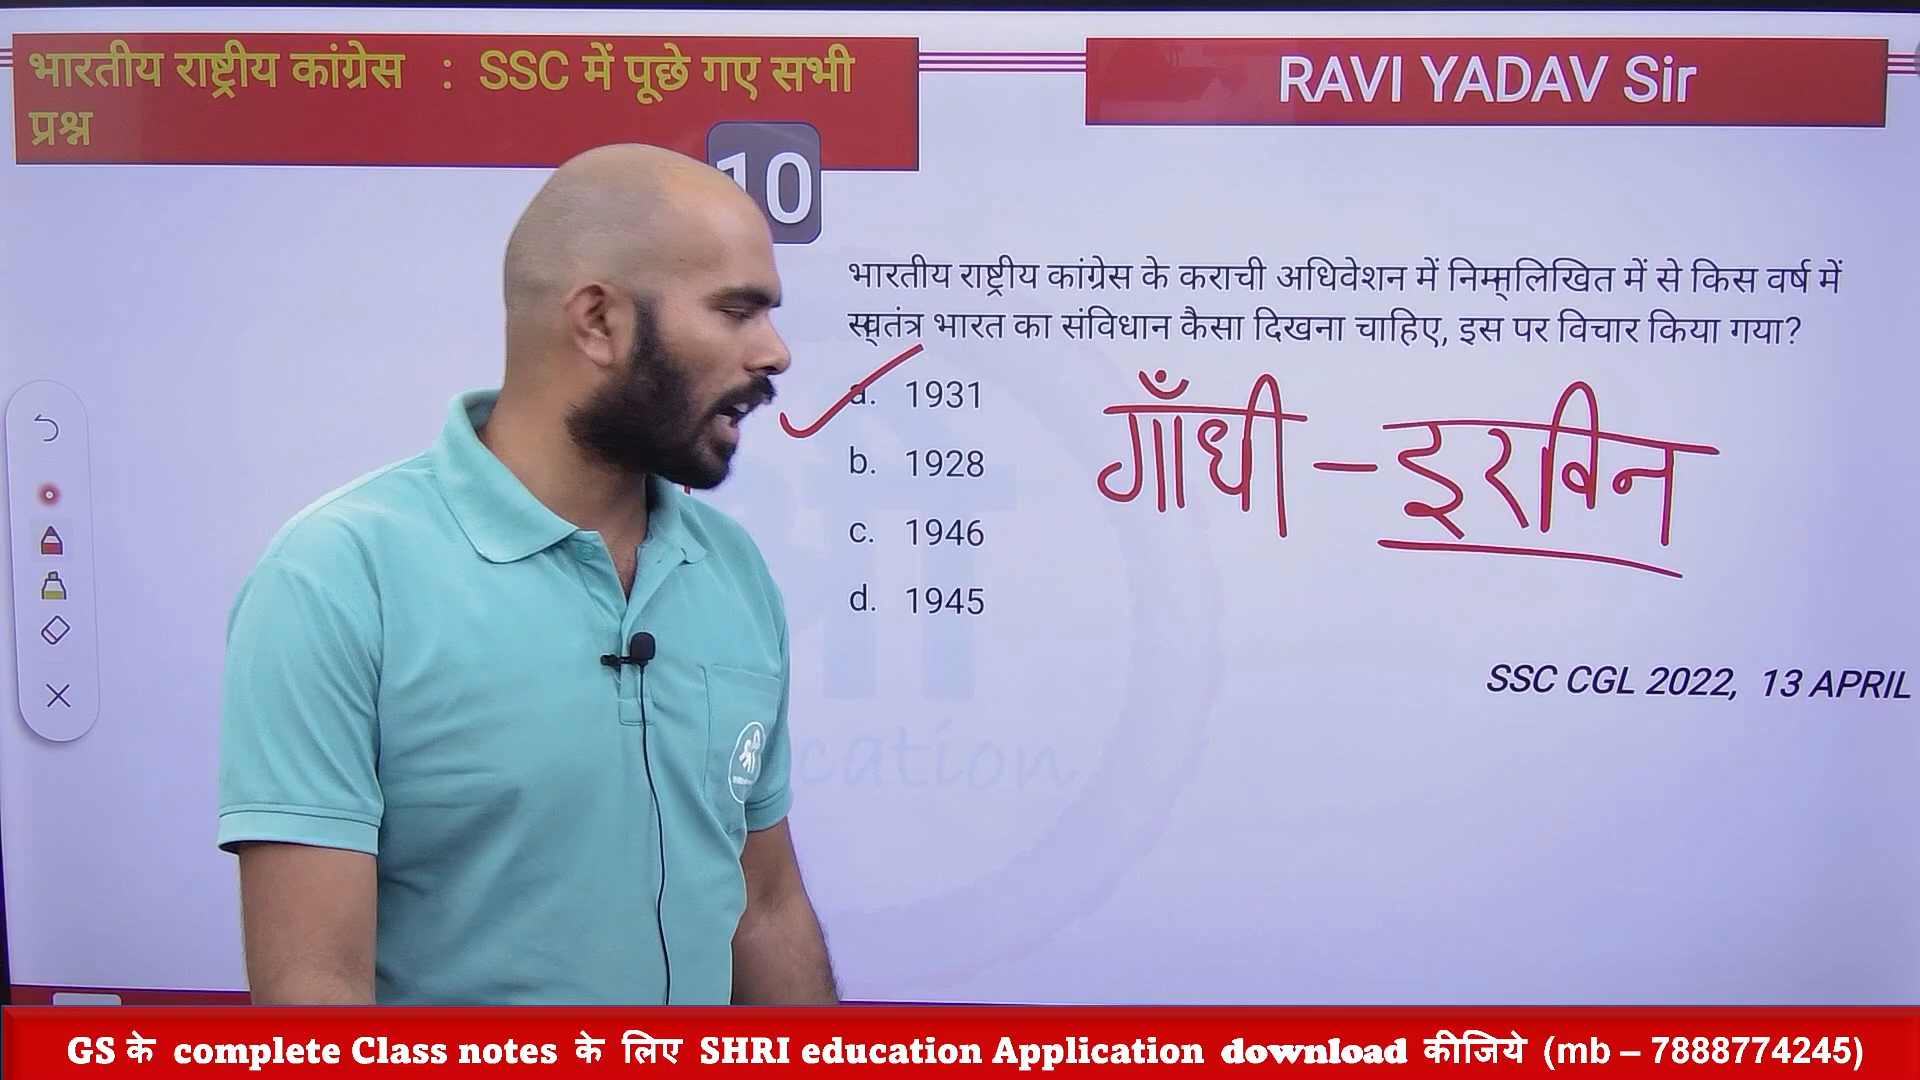 भारतीय राष्ट्रीय कांग्रेस : SSC में पूछे गए सभी
प्रश्न
RAVI YADAV Sir
10
भारतीय राष्ट्रीय कांग्रेस के कराची अधिवेशन में निम्नलिखित में से किस वर्ष में
स्वतंत्र भारत का संविधान कैसा दिखना चाहिए, इस पर विचार किया गया?
a. 1931
b. 1928
c. 1946
d. 1945
गाँधी – इरविन
SSC CGL 2022, 13 APRIL
श्री
cation
GS के complete Class notes के लिए SHRI education Application download कीजिये (mb – 7888774245)